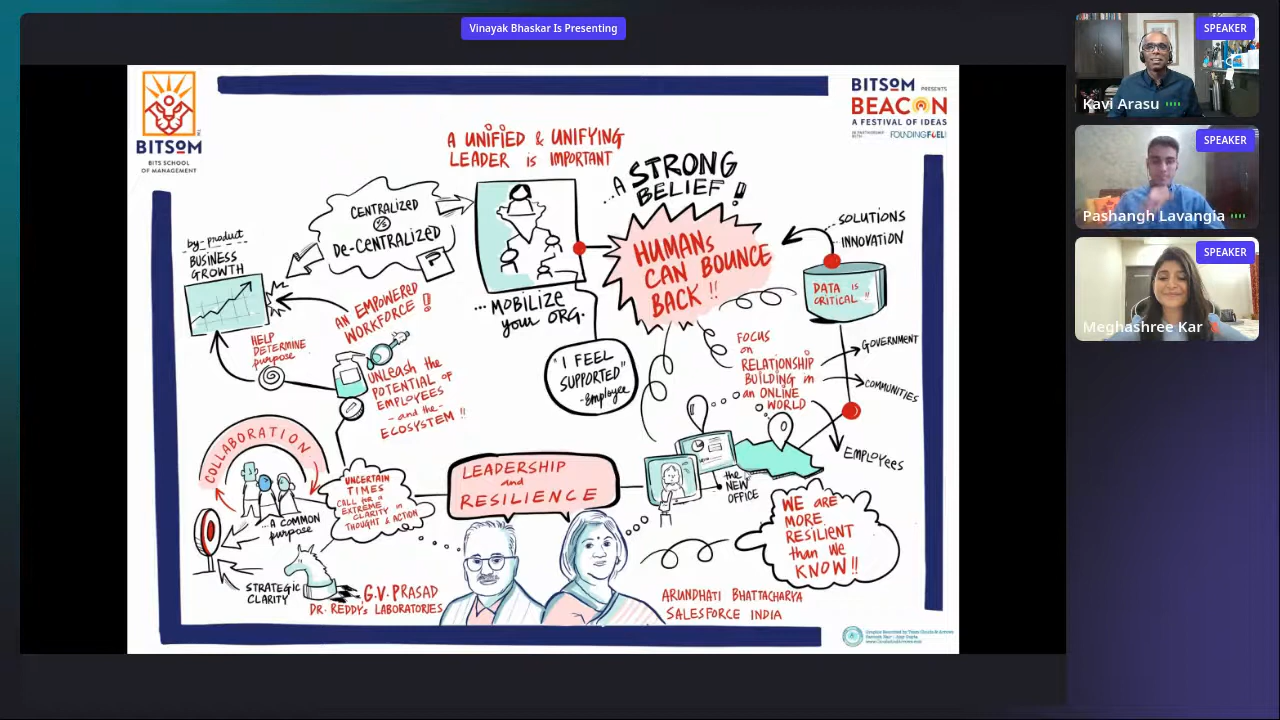 Vinayak Bhaskar Is Presenting
SPEAKER
Kavi Arasu
SPEAKER
Pashangh Lavangia
SPEAKER
Meghashree Kar
BITSOM
BITS SCHOOL
OF MANAGEMENT
BITSOM PRESENTS
BEACON
A FESTIVAL OF IDEAS
IN PARTNERSHIP WITH FOUNDINGFUEL
A UNIFIED & UNIFYING
LEADER is IMPORTANT
...A STRONG
BELIEF!
CENTRALIZED
vs
DE-CENTRALIZED
?
by-product
BUSINESS
GROWTH
HUMANs
CAN BOUNCE
BACK!!
SOLUTIONS
INNOVATION
DATA is
CRITICAL!!
...MOBILIZE
your ORG.
AN EMPOWERED
WORKFORCE!
HELP
DETERMINE
purpose
UNLEASH the
POTENTIAL of
EMPLOYEES
-and the-
ECOSYSTEM!!
"I FEEL
SUPPORTED"
-Employee
FOCUS
on
RELATIONSHIP
BUILDING in
an ONLINE
WORLD
GOVERNMENT
COMMUNITIES
EMPLOYEES
COLLABORATION
...A COMMON
purpose
STRATEGIC
CLARITY
UNCERTAIN
TIMES
CALL for a
EXTREME
CLARITY in
THOUGHT & ACTION
LEADERSHIP
and
RESILIENCE
the
NEW
OFFICE
WE ARE
MORE
RESILIENT
than we
KNOW!!
G.V. PRASAD
DR. REDDY's LABORATORIES
ARUNDHATI BHATTACHARYA
SALESFORCE INDIA